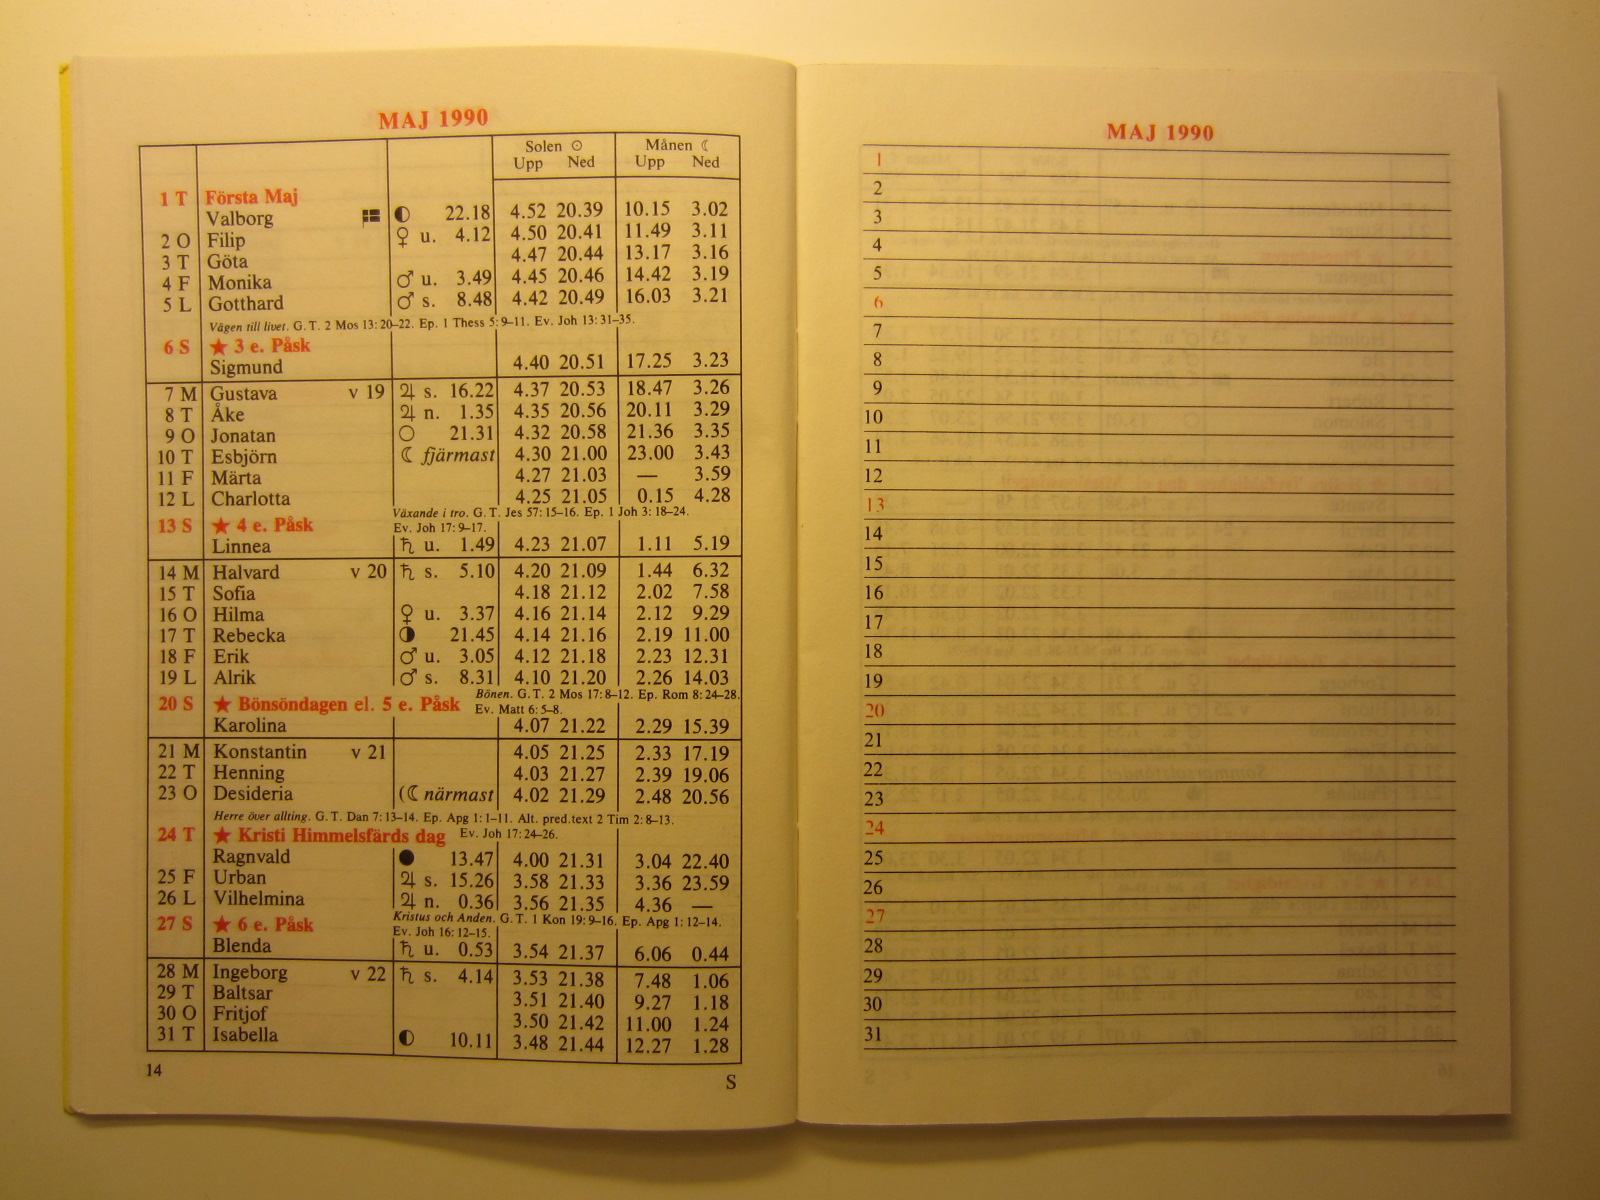 MAJ 1990
Solen ☉ Månen ☾
Upp Ned Upp Ned
1 T Första Maj
Valborg ◐ 22.18 4.52 20.39 10.15 3.02
2 O Filip ♀ u. 4.12 4.50 20.41 11.49 3.11
3 T Göta 4.47 20.44 13.17 3.16
4 F Monika ♂ u. 3.49 4.45 20.46 14.42 3.19
5 L Gotthard ♂ s. 8.48 4.42 20.49 16.03 3.21
Vägen till livet. G. T. 2 Mos 13: 20–22. Ep. 1 Thess 5: 9–11. Ev. Joh 13: 31–35.
6 S ★ 3 e. Påsk
Sigmund 4.40 20.51 17.25 3.23
7 M Gustava v 19 ♃ s. 16.22 4.37 20.53 18.47 3.26
8 T Åke ♃ n. 1.35 4.35 20.56 20.11 3.29
9 O Jonatan ○ 21.31 4.32 20.58 21.36 3.35
10 T Esbjörn ☾ fjärmast 4.30 21.00 23.00 3.43
11 F Märta 4.27 21.03 — 3.59
12 L Charlotta 4.25 21.05 0.15 4.28
Växande i tro. G. T. Jes 57: 15–16. Ep. 1 Joh 3: 18–24.
13 S ★ 4 e. Påsk Ev. Joh 17: 9–17.
Linnea ♄ u. 1.49 4.23 21.07 1.11 5.19
14 M Halvard v 20 ♄ s. 5.10 4.20 21.09 1.44 6.32
15 T Sofia 4.18 21.12 2.02 7.58
16 O Hilma ♀ u. 3.37 4.16 21.14 2.12 9.29
17 T Rebecka ◑ 21.45 4.14 21.16 2.19 11.00
18 F Erik ♂ u. 3.05 4.12 21.18 2.23 12.31
19 L Alrik ♂ s. 8.31 4.10 21.20 2.26 14.03
Bönen. G. T. 2 Mos 17: 8–12. Ep. Rom 8: 24–28.
20 S ★ Bönsöndagen el. 5 e. Påsk Ev. Matt 6: 5–8.
Karolina 4.07 21.22 2.29 15.39
21 M Konstantin v 21 4.05 21.25 2.33 17.19
22 T Henning 4.03 21.27 2.39 19.06
23 O Desideria (☾ närmast 4.02 21.29 2.48 20.56
Herre över allting. G. T. Dan 7: 13–14. Ep. Apg 1: 1–11. Alt. pred.text 2 Tim 2: 8–13.
24 T ★ Kristi Himmelsfärds dag Ev. Joh 17: 24–26.
Ragnvald ● 13.47 4.00 21.31 3.04 22.40
25 F Urban ♃ s. 15.26 3.58 21.33 3.36 23.59
26 L Vilhelmina ♃ n. 0.36 3.56 21.35 4.36 —
Kristus och Anden. G. T. 1 Kon 19: 9–16. Ep. Apg 1: 12–14.
27 S ★ 6 e. Påsk Ev. Joh 16: 12–15.
Blenda ♄ u. 0.53 3.54 21.37 6.06 0.44
28 M Ingeborg v 22 ♄ s. 4.14 3.53 21.38 7.48 1.06
29 T Baltsar 3.51 21.40 9.27 1.18
30 O Fritjof 3.50 21.42 11.00 1.24
31 T Isabella ◐ 10.11 3.48 21.44 12.27 1.28
14
S
MAJ 1990
1
2
3
4
5
6
7
8
9
10
11
12
13
14
15
16
17
18
19
20
21
22
23
24
25
26
27
28
29
30
31